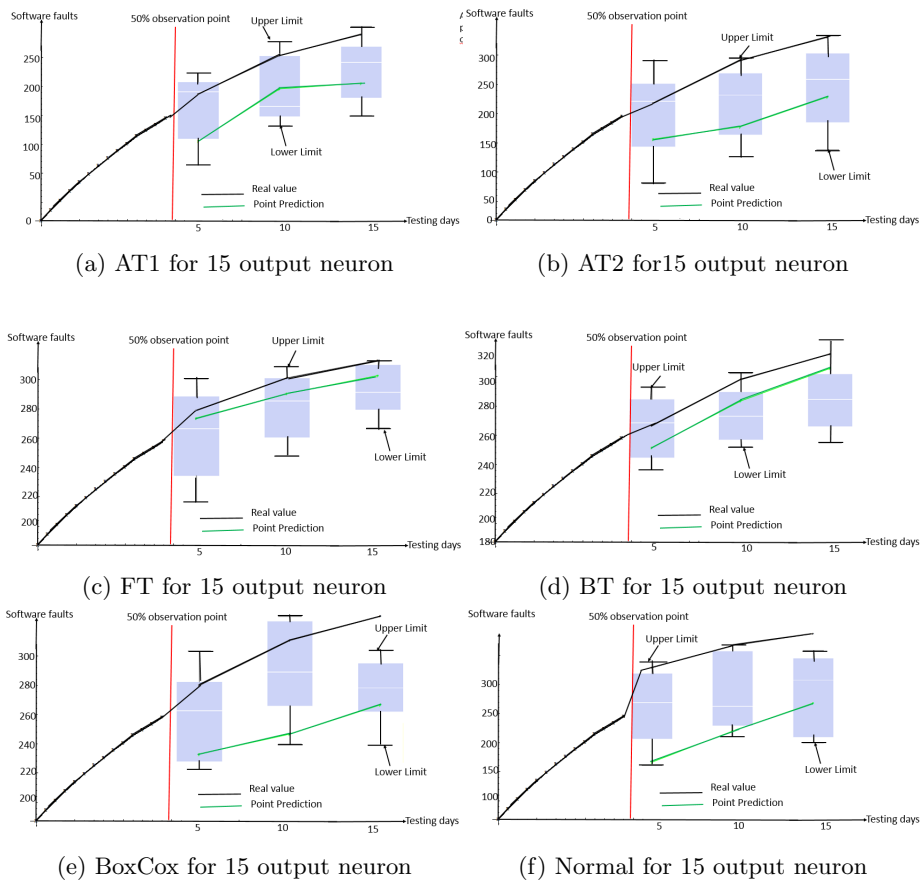 Software faults
50% observation point
Upper Limit
300
250
200
150
100
50
0
Lower Limit
Real value
Point Prediction
Testing days
5
10
15
(a) AT1 for 15 output neuron
50% observation point
Upper Limit
300
250
200
150
100
50
0
Lower Limit
Real value
Point Prediction
Testing days
5
10
15
(b) AT2 for15 output neuron
Software faults
50% observation point
Upper Limit
300
280
260
240
220
200
Lower Limit
Real value
Point Prediction
Testing days
5
10
15
(c) FT for 15 output neuron
Software faults
50% observation point
Upper Limit
320
300
280
260
240
220
200
180
Lower Limit
Real value
Point Prediction
Testing days
5
10
15
(d) BT for 15 output neuron
Software faults
50% observation point
Upper Limit
300
280
260
240
220
200
Lower Limit
Real value
Point Prediction
Testing days
5
10
15
(e) BoxCox for 15 output neuron
Software faults
50% observation point
Upper Limit
300
250
200
150
100
Lower Limit
Real value
Point Prediction
Testing days
5
10
15
(f) Normal for 15 output neuron